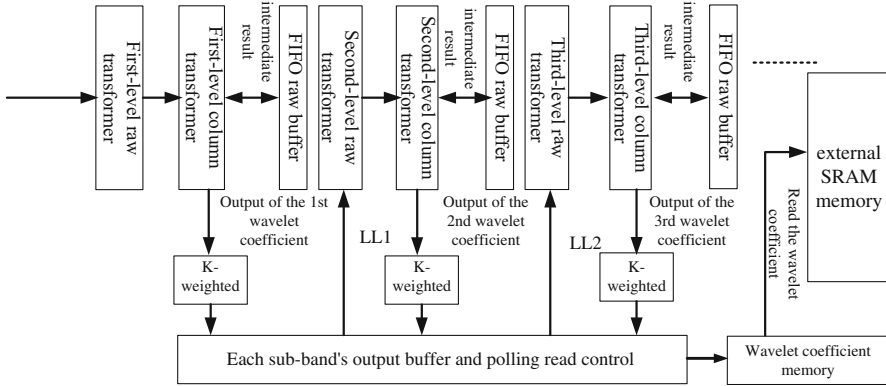 First-level raw
transformer
First-level column
transformer
intermediate
result
FIFO raw buffer
Second-level raw
transformer
Second-level column
transformer
intermediate
result
FIFO raw buffer
Third-level raw
transformer
Third-level column
transformer
intermediate
result
FIFO raw buffer
..........
external
SRAM
memory
Read the wavelet
coefficient
Output of the 1st
wavelet
coefficient
LL1
Output of the
2nd wavelet
coefficient
LL2
Output of the
3rd wavelet
coefficient
K-
weighted
K-
weighted
K-
weighted
Each sub-band's output buffer and polling read control
Wavelet coefficient
memory